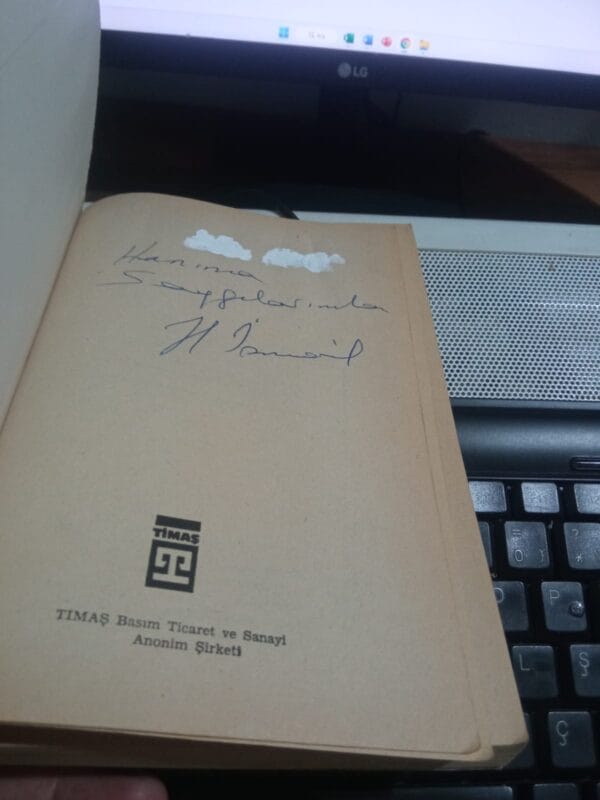 LG
Hanıma
Saygılarımla
H İsmail
TİMAŞ
TIMAŞ Basım Ticaret ve Sanayi
Anonim Şirketi
=
?
O
*
P
L
Ş
Ç